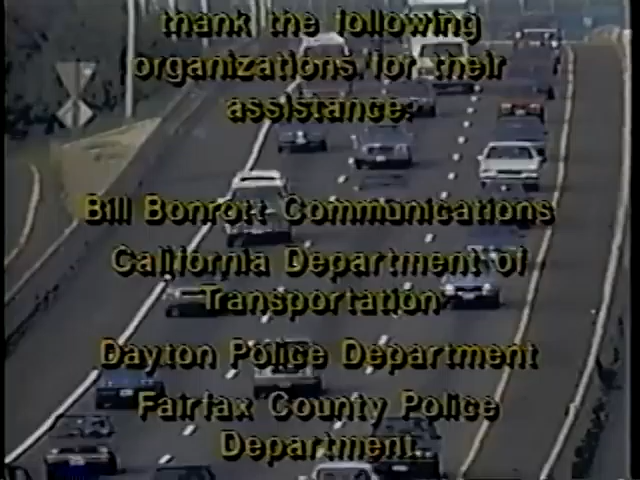 thank the following
organizations for their
assistance:
Bill Bonrott Communications
California Department of
Transportation
Dayton Police Department
Fairfax County Police
Department